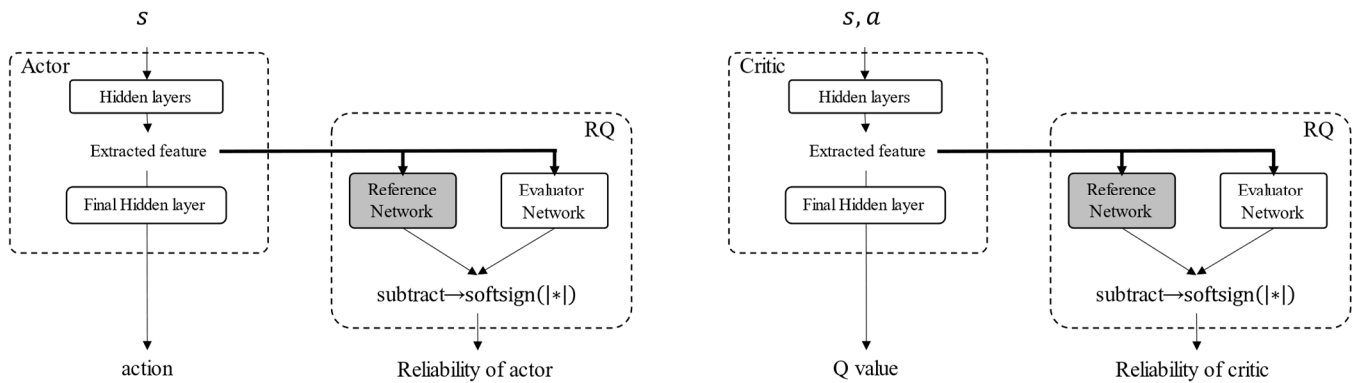 s
Actor
Hidden layers
Extracted feature
Final Hidden layer
action
RQ
Reference
Network
Evaluator
Network
subtract→softsign(|∗|)
Reliability of actor
s, a
Critic
Hidden layers
Extracted feature
Final Hidden layer
Q value
RQ
Reference
Network
Evaluator
Network
subtract→softsign(|∗|)
Reliability of critic